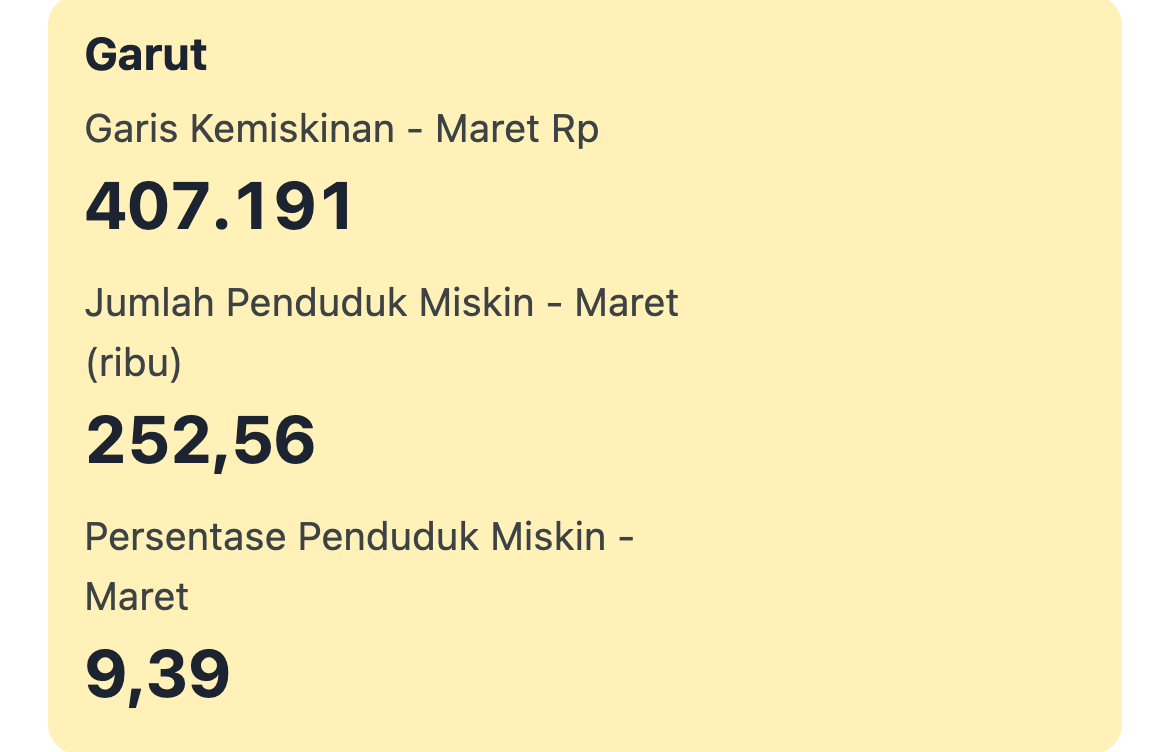 Garut
Garis Kemiskinan - Maret Rp
407.191
Jumlah Penduduk Miskin - Maret
(ribu)
252,56
Persentase Penduduk Miskin -
Maret
9,39